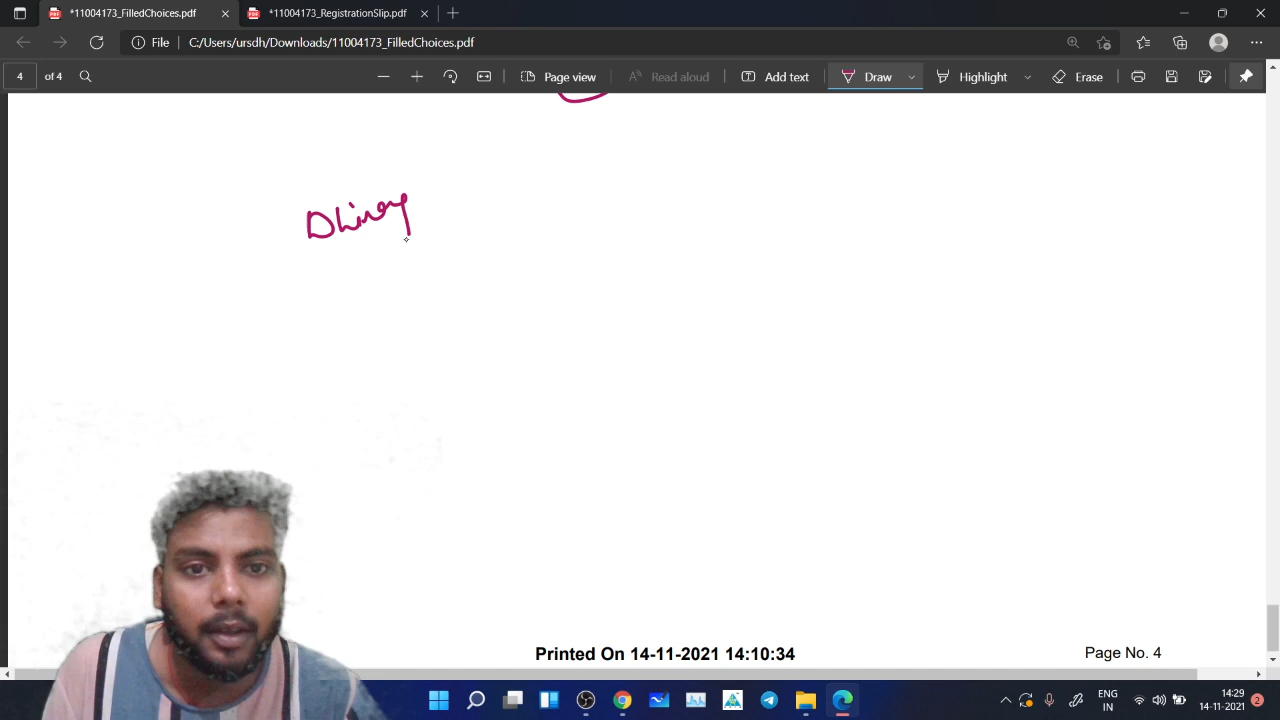 *11004173_FilledChoices.pdf
*11004173_RegistrationSlip.pdf
File C:/Users/ursdh/Downloads/11004173_FilledChoices.pdf
4 of 4 Page view Read aloud Add text Draw Highlight Erase
Printed On 14-11-2021 14:10:34
Page No. 4
ENG
IN
14:29
14-11-2021
2